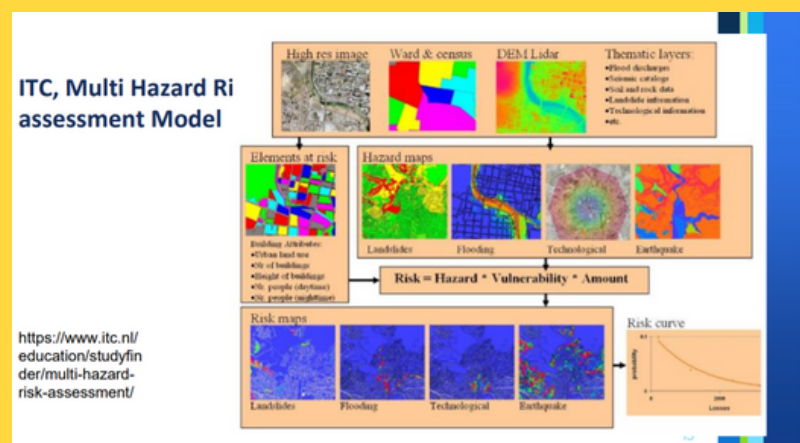 ITC, Multi Hazard Ri
assessment Model
High res image
Ward & census
DEM Lidar
Thematic layers:
•Flood discharges
•Seismic catalogs
•Soil and rock data
•Landslide information
•Technological information
•etc.
Elements at risk
Building Attributes:
•Urban land use
•Nr of buildings
•Height of buildings
•Nr. people (daytime)
•Nr. people (nighttime)
Hazard maps
Landslides
Flooding
Technological
Earthquake
Risk = Hazard * Vulnerability * Amount
Risk maps
Landslides
Flooding
Technological
Earthquake
Risk curve
probability
0
Losses
https://www.itc.nl/
education/studyfin
der/multi-hazard-
risk-assessment/